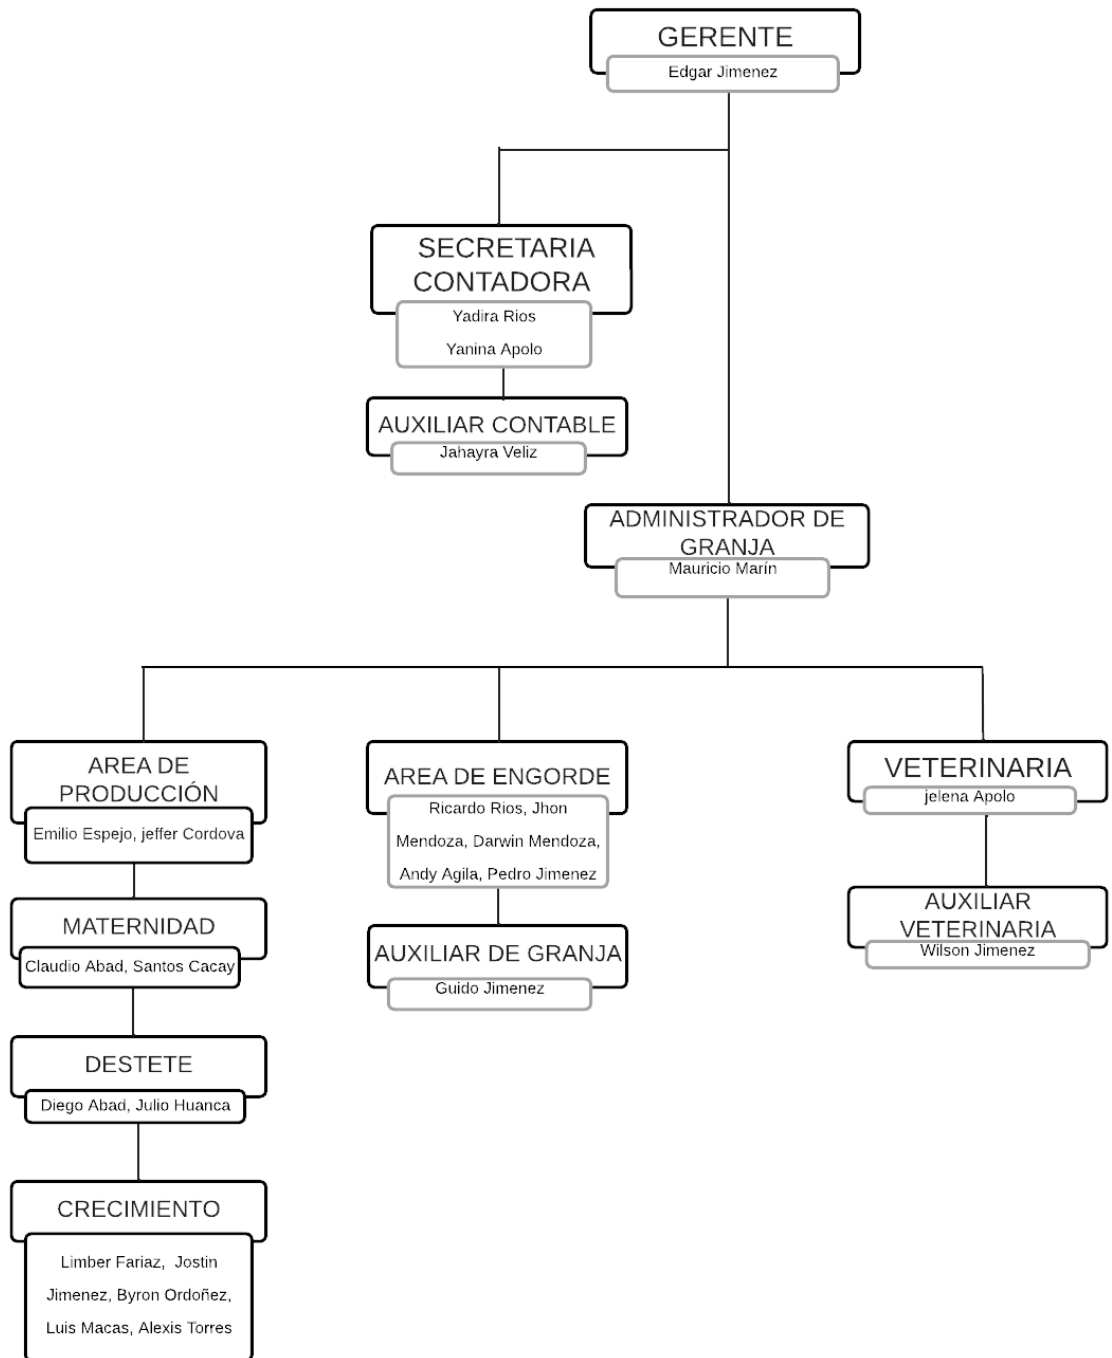 GERENTE
Edgar Jimenez
SECRETARIA
CONTADORA
Yadira Rios
Yanina Apolo
AUXILIAR CONTABLE
Jahayra Veliz
ADMINISTRADOR DE
GRANJA
Mauricio Marín
AREA DE
PRODUCCIÓN
Emilio Espejo, jeffer Cordova
MATERNIDAD
Claudio Abad, Santos Cacay
DESTETE
Diego Abad, Julio Huanca
CRECIMIENTO
Limber Fariaz, Jostin
Jimenez, Byron Ordoñez,
Luis Macas, Alexis Torres
AREA DE ENGORDE
Ricardo Rios, Jhon
Mendoza, Darwin Mendoza,
Andy Agila, Pedro Jimenez
AUXILIAR DE GRANJA
Guido Jimenez
VETERINARIA
jelena Apolo
AUXILIAR
VETERINARIA
Wilson Jimenez